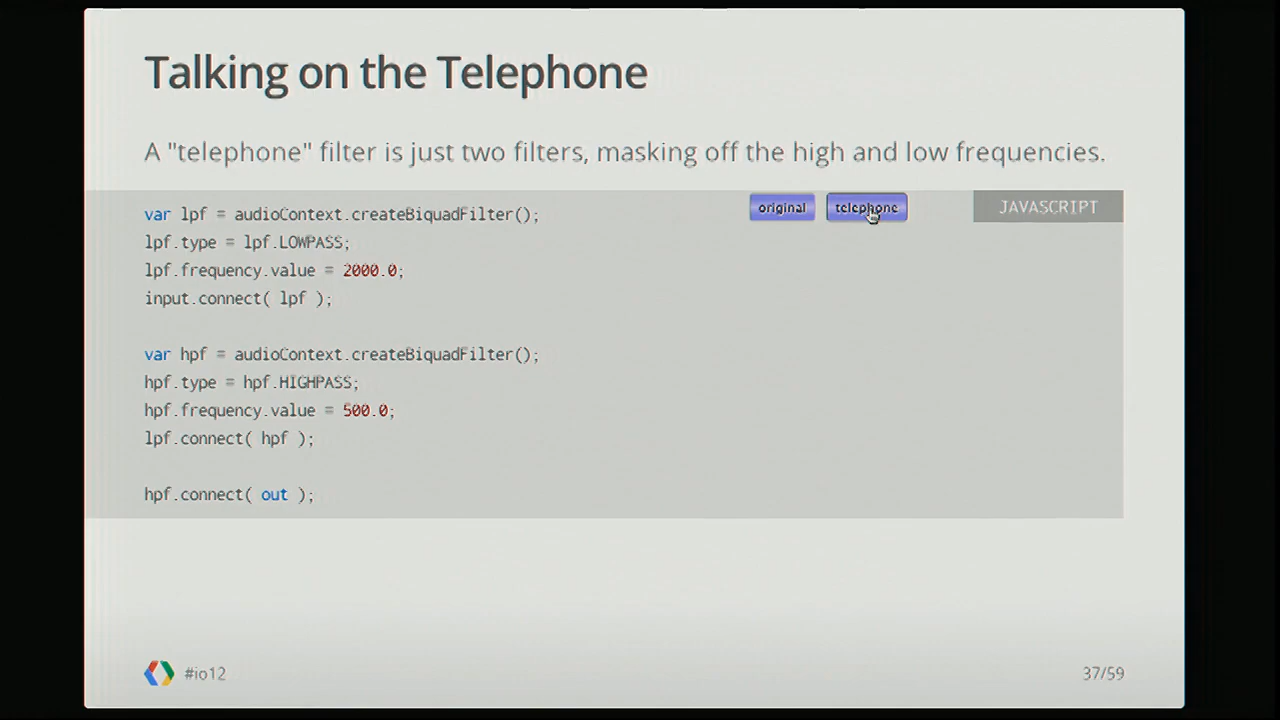 Talking on the Telephone
A "telephone" filter is just two filters, masking off the high and low frequencies.
original
telephone
JAVASCRIPT
var lpf = audioContext.createBiquadFilter();
lpf.type = lpf.LOWPASS;
lpf.frequency.value = 2000.0;
input.connect( lpf );
var hpf = audioContext.createBiquadFilter();
hpf.type = hpf.HIGHPASS;
hpf.frequency.value = 500.0;
lpf.connect( hpf );
hpf.connect( out );
#io12
37/59